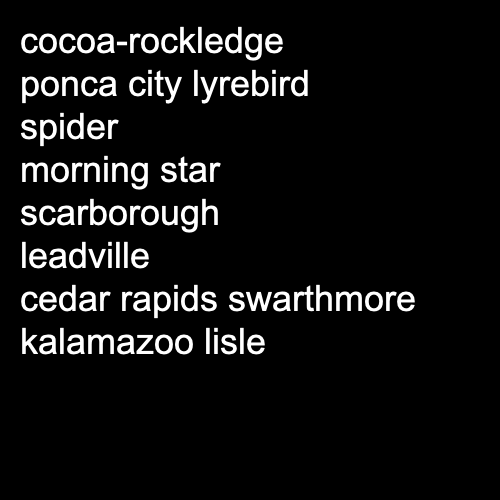 cocoa-rockledge
ponca city lyrebird
spider
morning star
scarborough
leadville
cedar rapids swarthmore
kalamazoo lisle